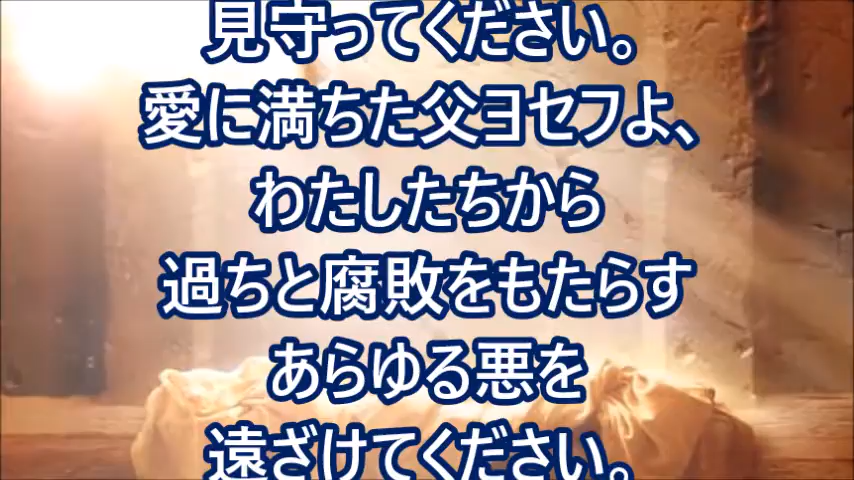 見守ってください。
愛に満ちた父ヨセフよ、
わたしたちから
過ちと腐敗をもたらす
あらゆる悪を
遠ざけてください。